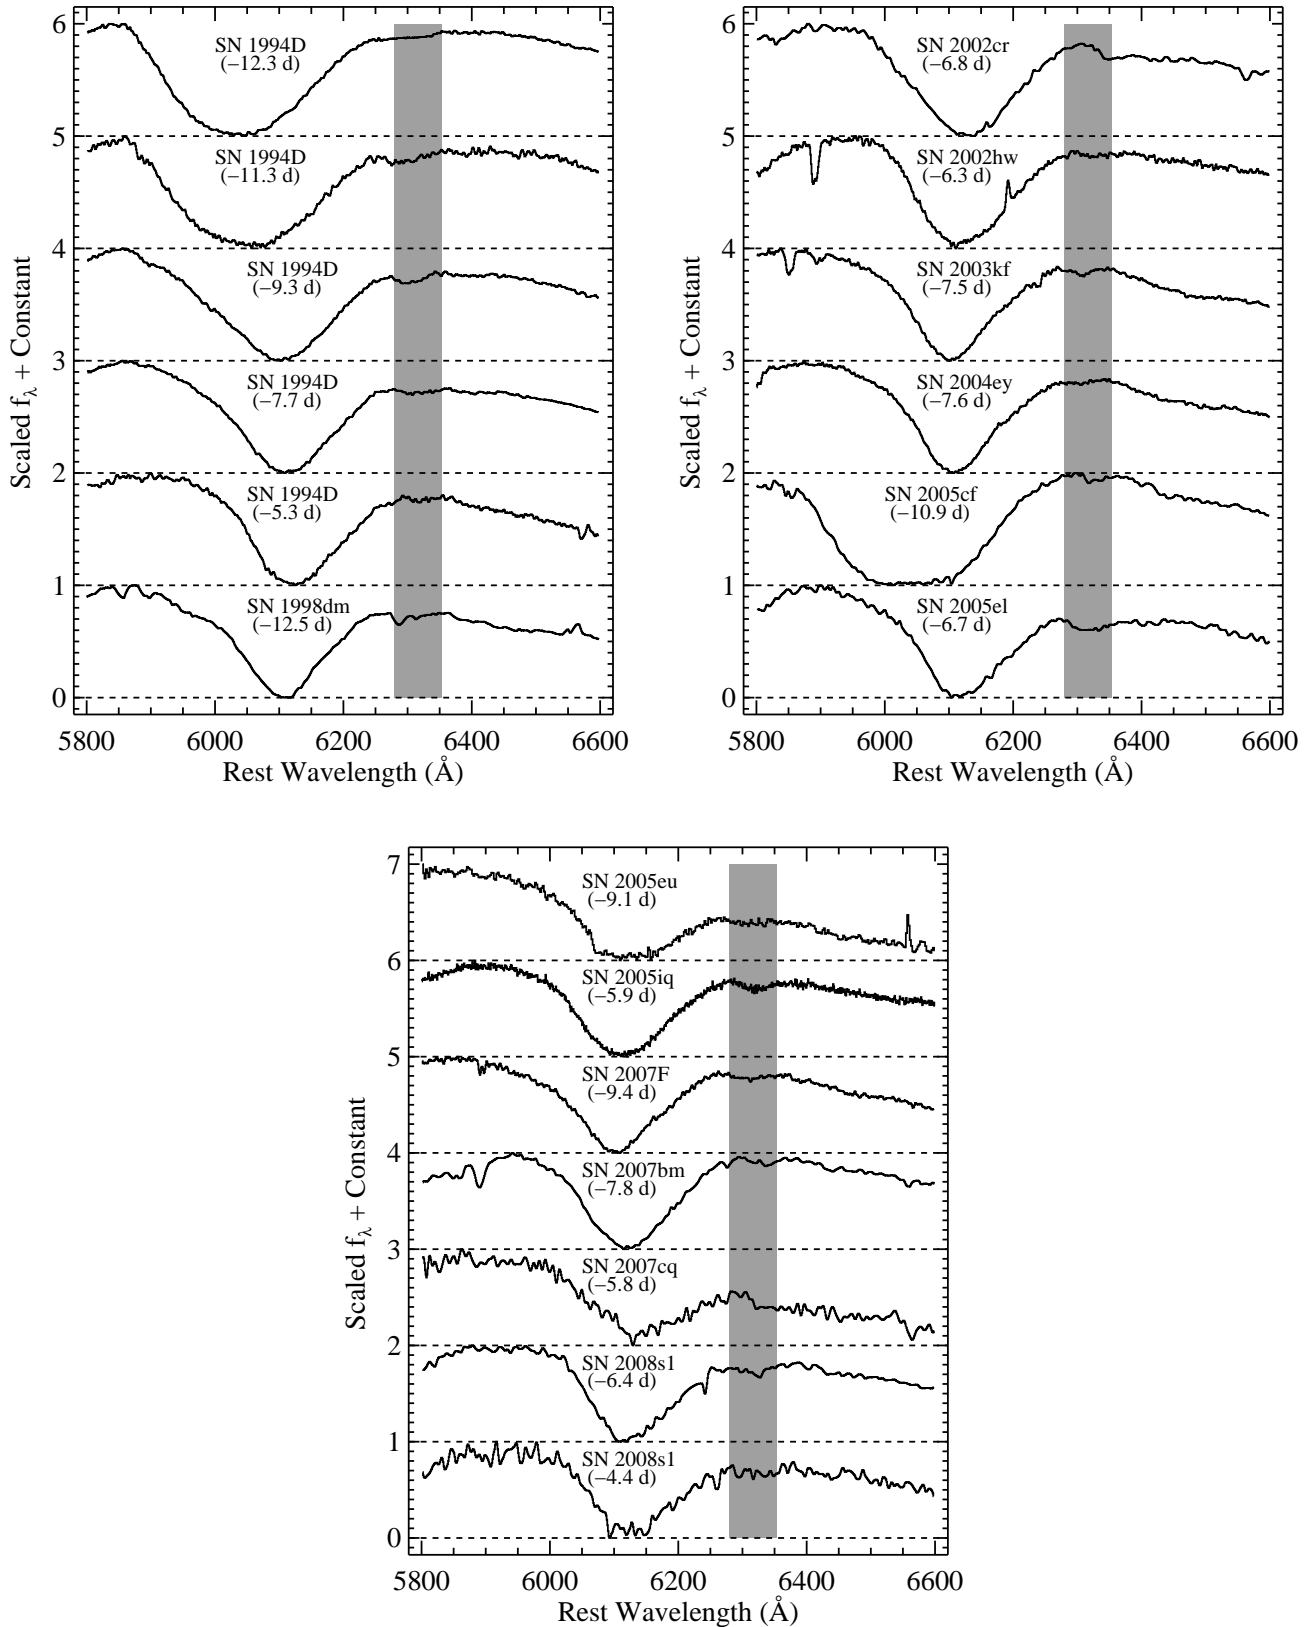 Scaled fλ + Constant
6
5
4
3
2
1
0
SN 1994D
(−12.3 d)
SN 1994D
(−11.3 d)
SN 1994D
(−9.3 d)
SN 1994D
(−7.7 d)
SN 1994D
(−5.3 d)
SN 1998dm
(−12.5 d)
5800 6000 6200 6400 6600
Rest Wavelength (Å)
Scaled fλ + Constant
6
5
4
3
2
1
0
SN 2002cr
(−6.8 d)
SN 2002hw
(−6.3 d)
SN 2003kf
(−7.5 d)
SN 2004ey
(−7.6 d)
SN 2005cf
(−10.9 d)
SN 2005el
(−6.7 d)
5800 6000 6200 6400 6600
Rest Wavelength (Å)
Scaled fλ + Constant
7
6
5
4
3
2
1
0
SN 2005eu
(−9.1 d)
SN 2005iq
(−5.9 d)
SN 2007F
(−9.4 d)
SN 2007bm
(−7.8 d)
SN 2007cq
(−5.8 d)
SN 2008s1
(−6.4 d)
SN 2008s1
(−4.4 d)
5800 6000 6200 6400 6600
Rest Wavelength (Å)